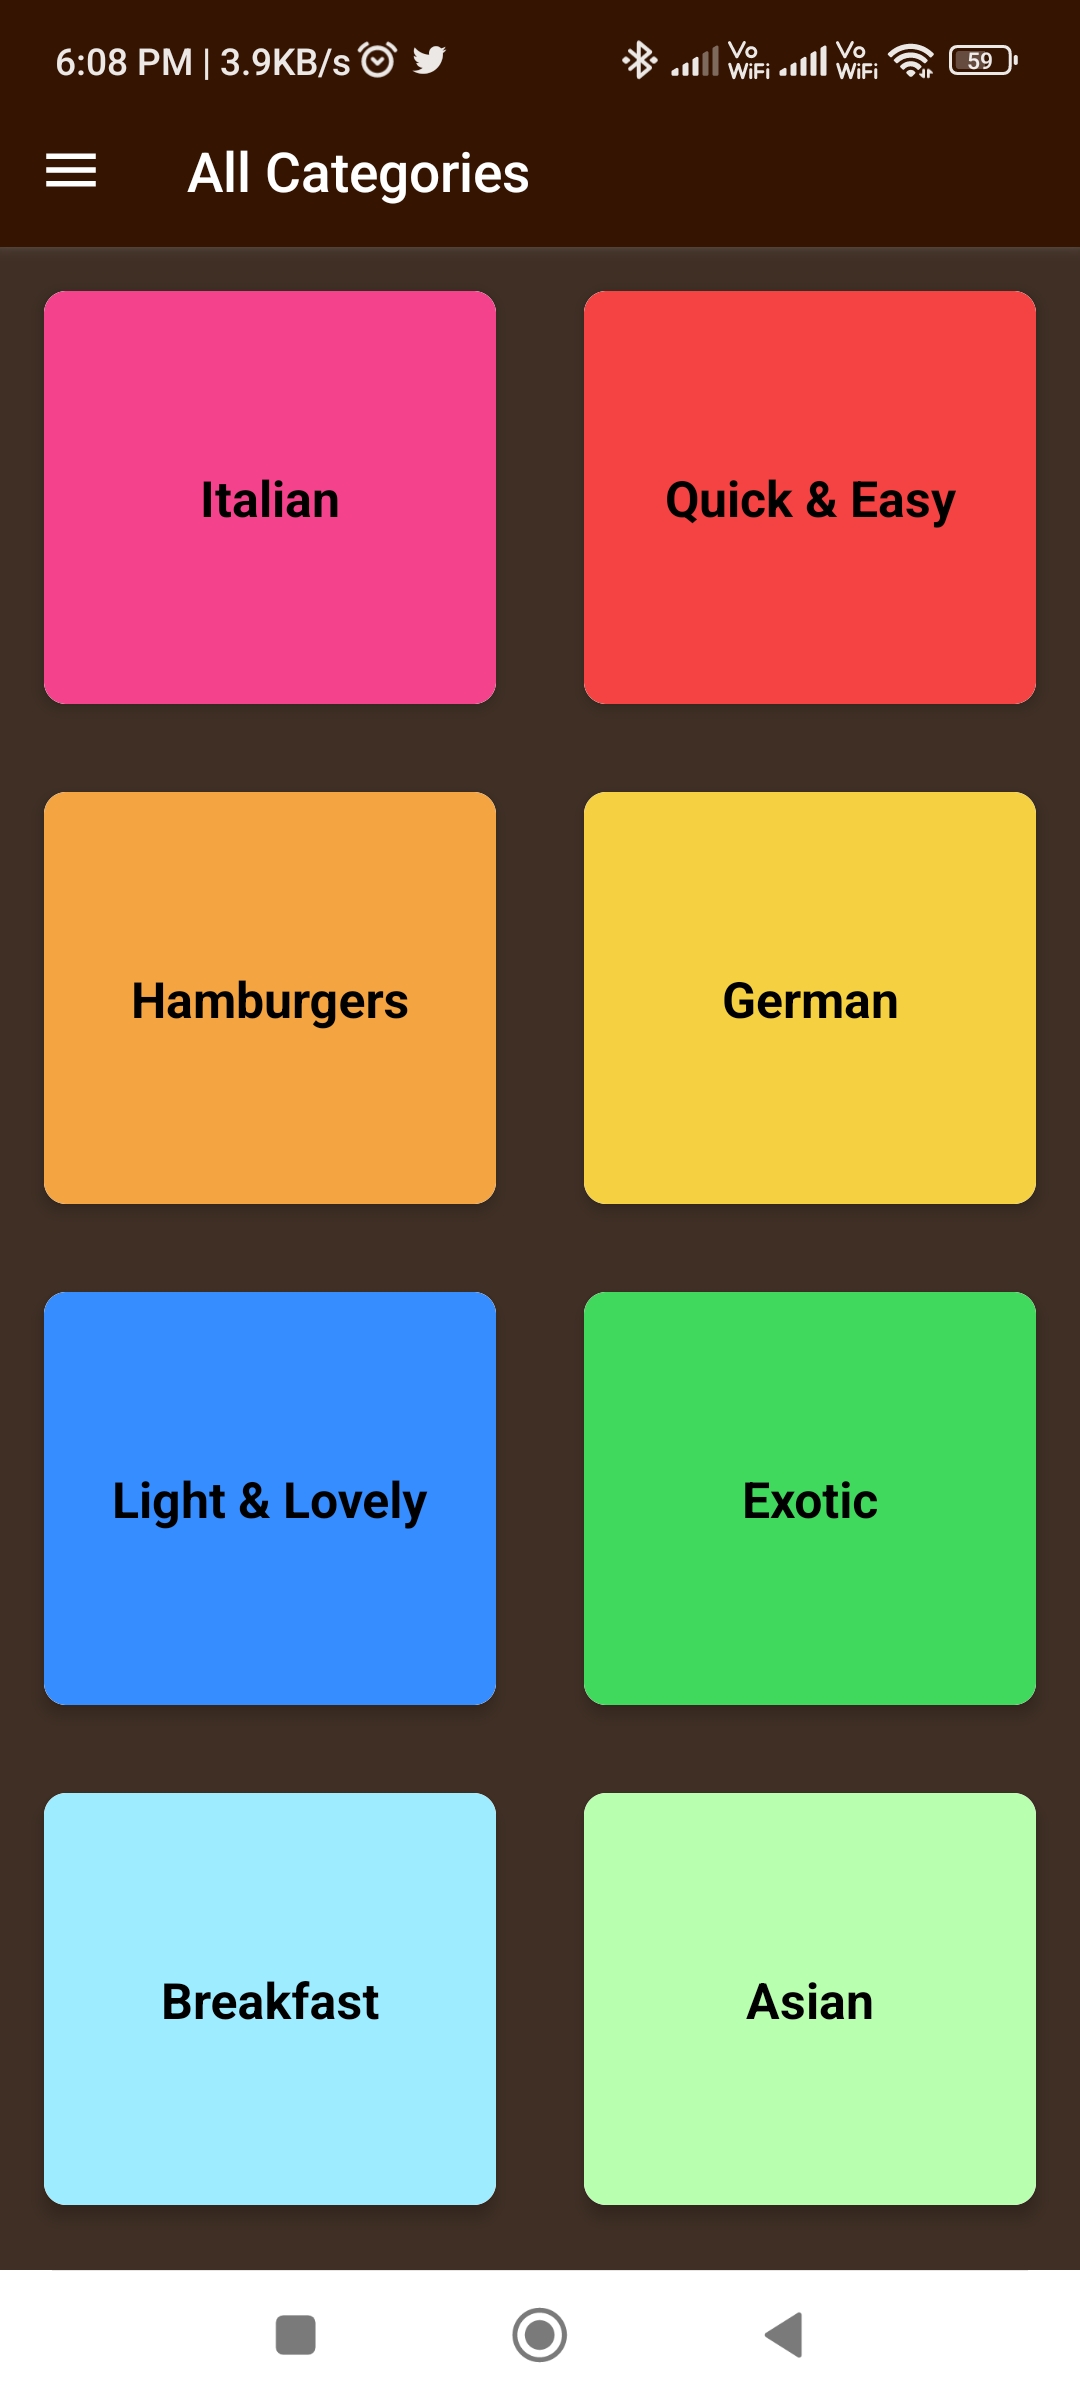 6:08 PM | 3.9KB/s Vo WiFi Vo WiFi 59
All Categories
Italian
Quick & Easy
Hamburgers
German
Light & Lovely
Exotic
Breakfast
Asian